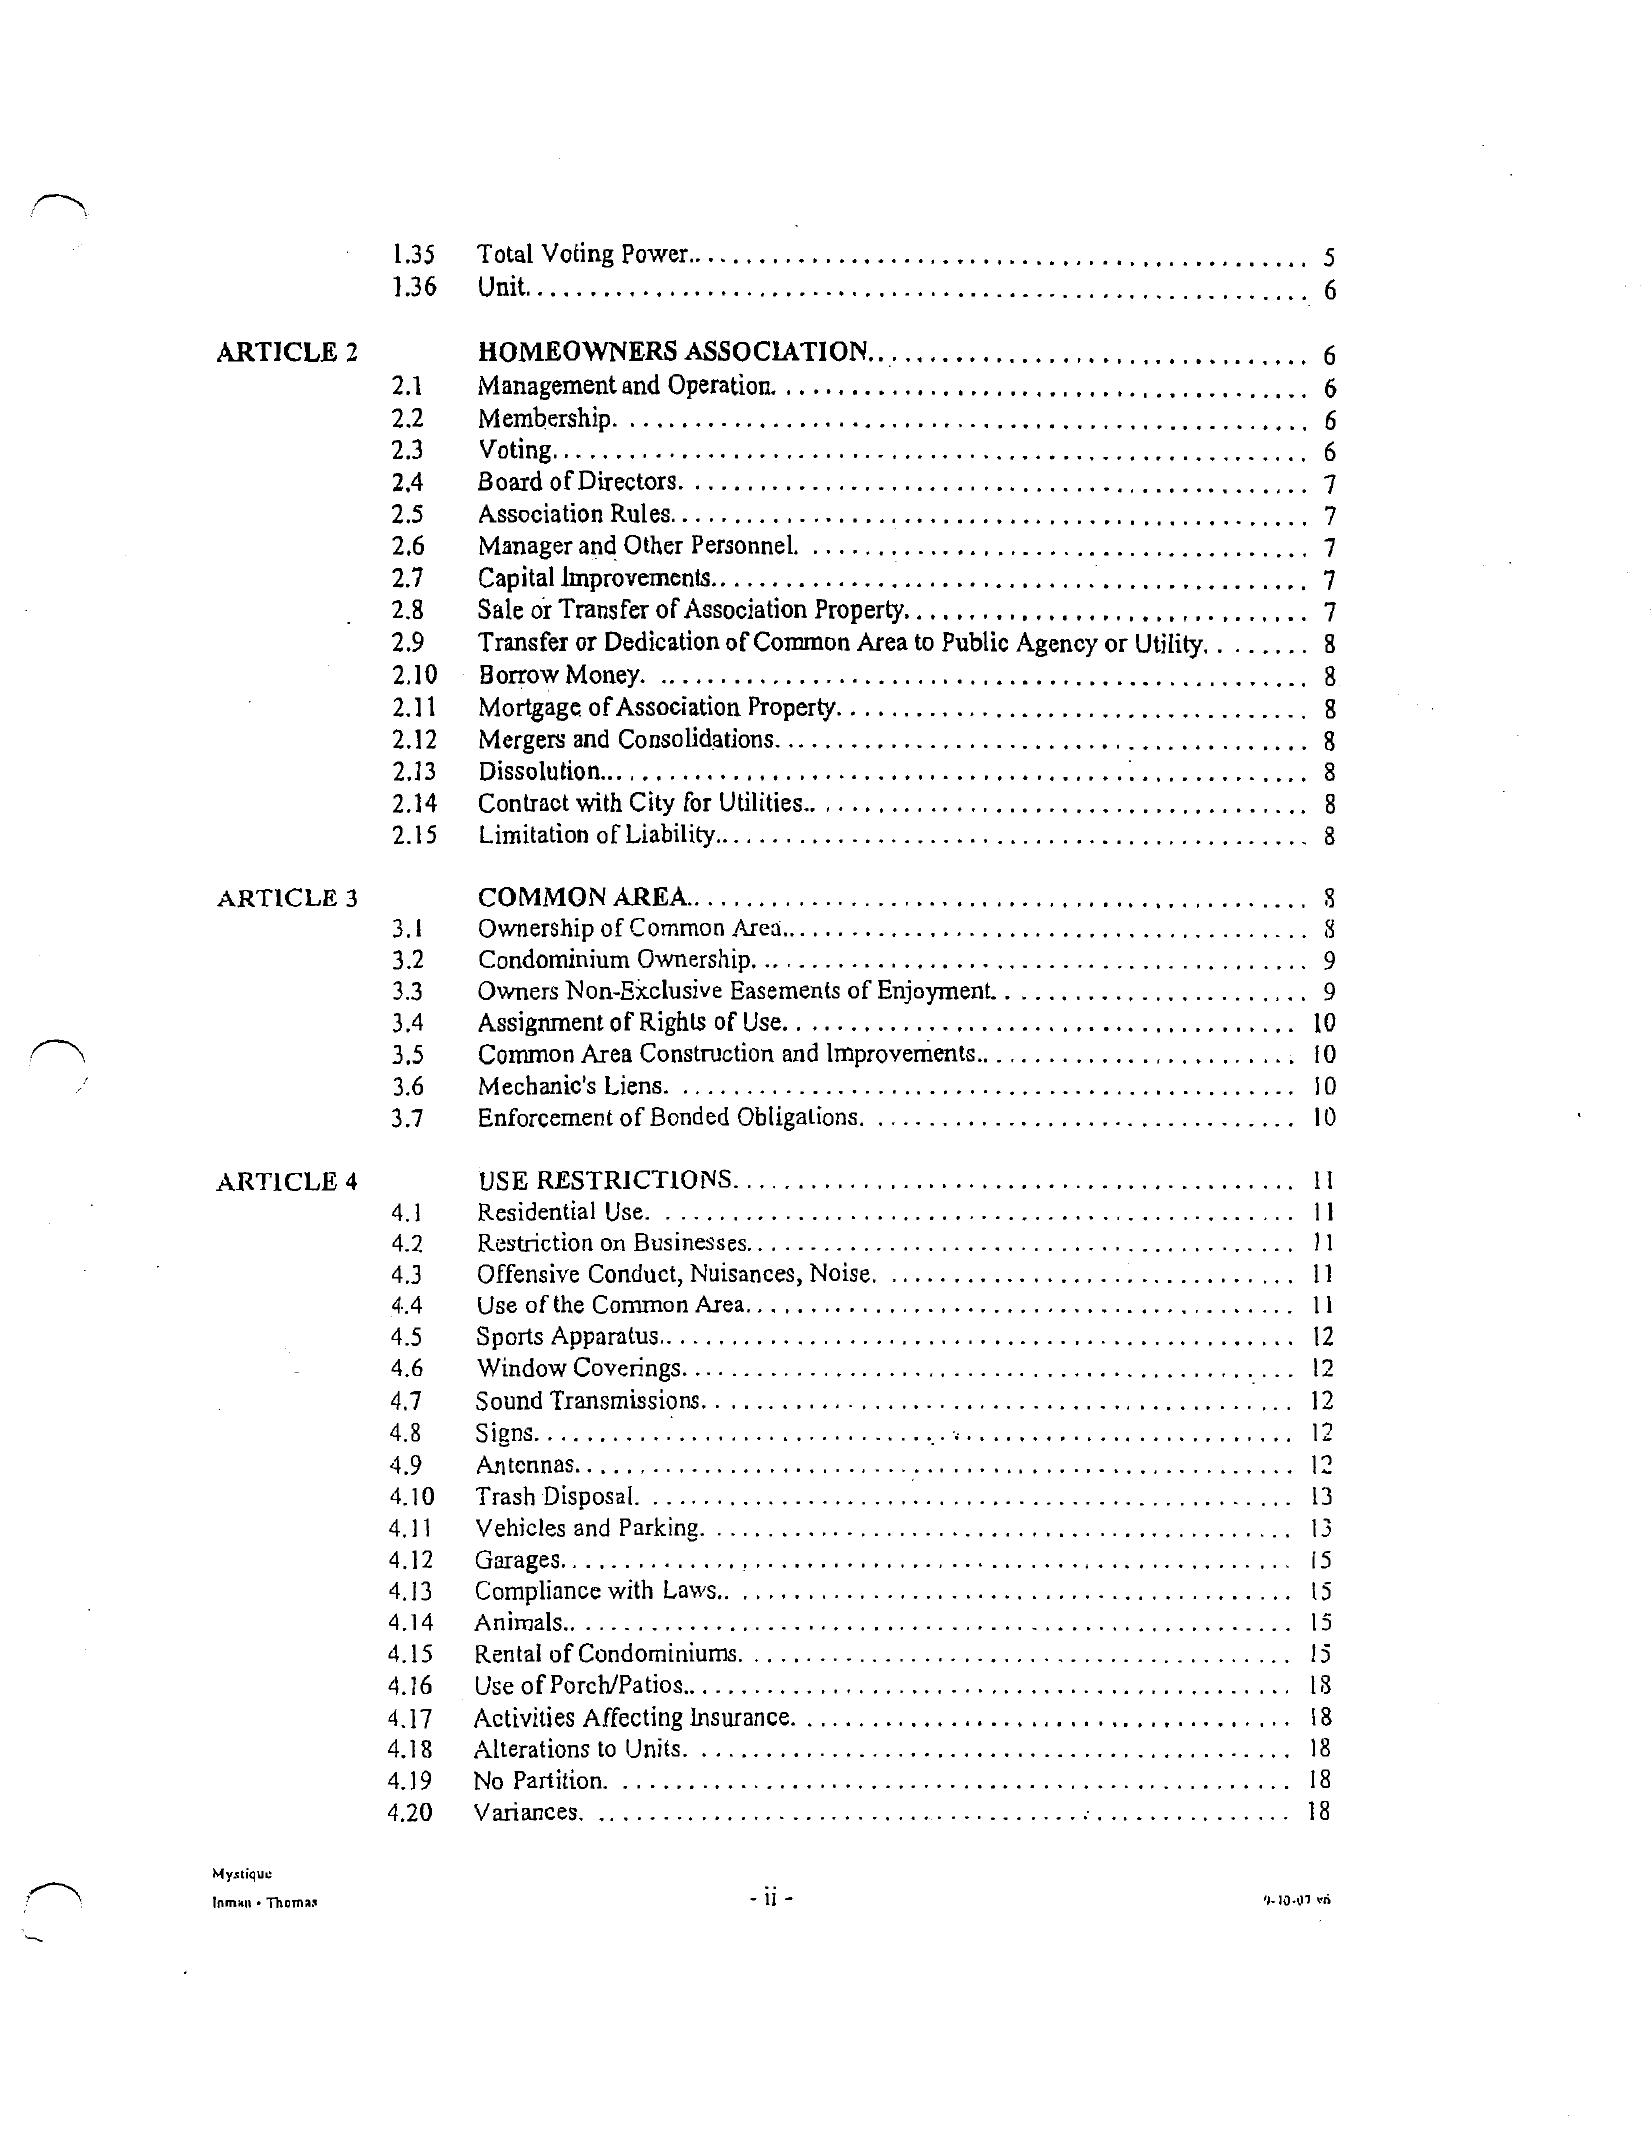 1.35 Total Voting Power. 5
1.36 Unit. 6
ARTICLE 2 HOMEOWNERS ASSOCIATION. 6
2.1 Management and Operation. 6
2.2 Membership. 6
2.3 Voting. 6
2.4 Board of Directors. 7
2.5 Association Rules. 7
2.6 Manager and Other Personnel. 7
2.7 Capital Improvements. 7
2.8 Sale or Transfer of Association Property. 7
2.9 Transfer or Dedication of Common Area to Public Agency or Utility. 8
2.10 Borrow Money. 8
2.11 Mortgage of Association Property. 8
2.12 Mergers and Consolidations. 8
2.13 Dissolution. 8
2.14 Contract with City for Utilities. 8
2.15 Limitation of Liability. 8
ARTICLE 3 COMMON AREA. 8
3.1 Ownership of Common Area. 8
3.2 Condominium Ownership. 9
3.3 Owners Non-Exclusive Easements of Enjoyment. 9
3.4 Assignment of Rights of Use. 10
3.5 Common Area Construction and Improvements. 10
3.6 Mechanic's Liens. 10
3.7 Enforcement of Bonded Obligations. 10
ARTICLE 4 USE RESTRICTIONS. 11
4.1 Residential Use. 11
4.2 Restriction on Businesses. 11
4.3 Offensive Conduct, Nuisances, Noise. 11
4.4 Use of the Common Area. 11
4.5 Sports Apparatus. 12
4.6 Window Coverings. 12
4.7 Sound Transmissions. 12
4.8 Signs. 12
4.9 Antennas. 12
4.10 Trash Disposal. 13
4.11 Vehicles and Parking. 13
4.12 Garages. 15
4.13 Compliance with Laws. 15
4.14 Animals. 15
4.15 Rental of Condominiums. 15
4.16 Use of Porch/Patios. 18
4.17 Activities Affecting Insurance. 18
4.18 Alterations to Units. 18
4.19 No Partition. 18
4.20 Variances. 18
Mystique
Inman • Thomas - ii - 9-10-07 v6